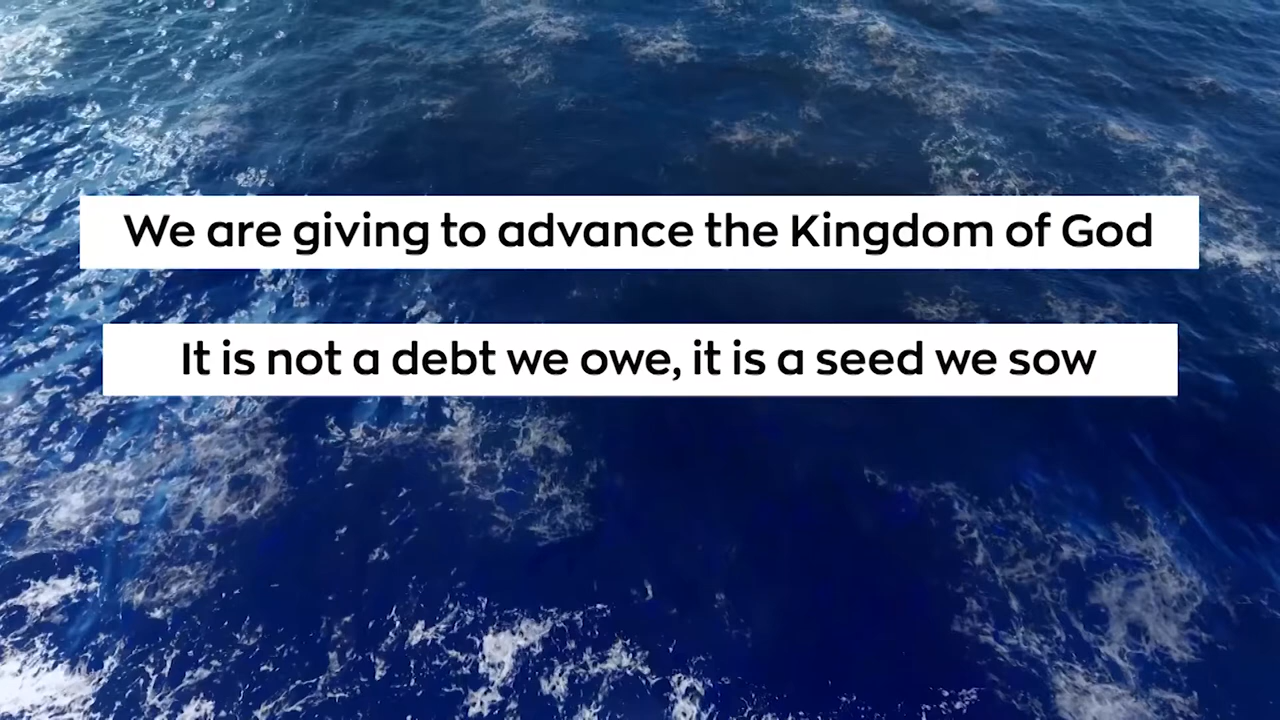 We are giving to advance the Kingdom of God
It is not a debt we owe, it is a seed we sow